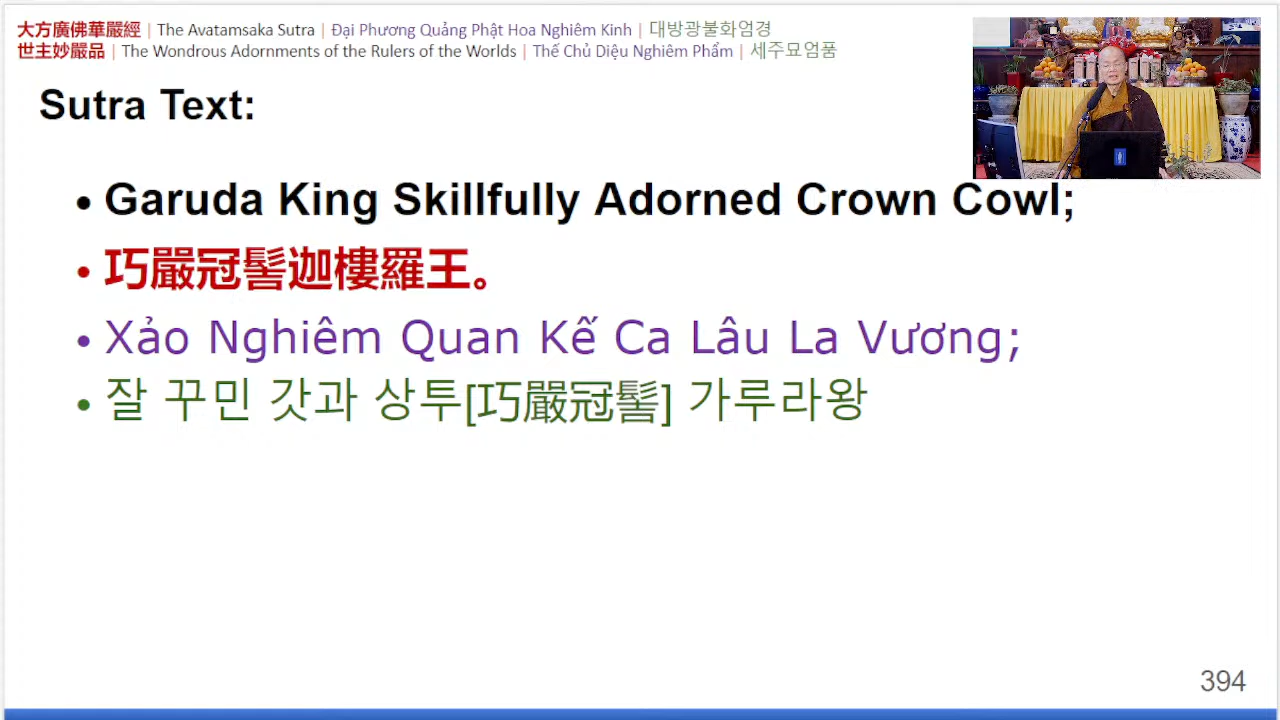 大方廣佛華嚴經 | The Avatamsaka Sutra | Đại Phương Quảng Phật Hoa Nghiêm Kinh | 대방광불화엄경
世主妙嚴品 | The Wondrous Adornments of the Rulers of the Worlds | Thế Chủ Diệu Nghiêm Phẩm | 세주묘엄품
Sutra Text:
• Garuda King Skillfully Adorned Crown Cowl;
• 巧嚴冠髻迦樓羅王。
• Xảo Nghiêm Quan Kế Ca Lâu La Vương;
• 잘 꾸민 갓과 상투[巧嚴冠髻] 가루라왕
394